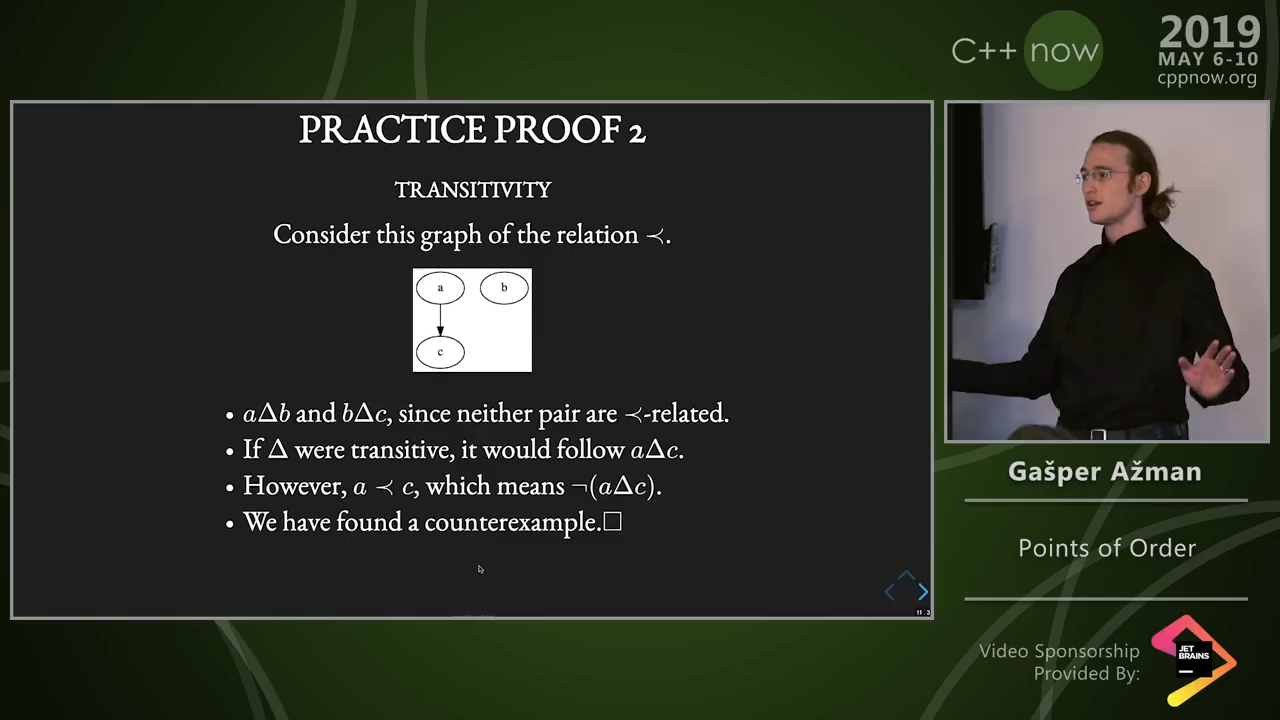 C++ now
2019
MAY 6-10
cppnow.org
PRACTICE PROOF 2
TRANSITIVITY
Consider this graph of the relation ≺.
a b
c
• aΔb and bΔc, since neither pair are ≺-related.
• If Δ were transitive, it would follow aΔc.
• However, a ≺ c, which means ¬(aΔc).
• We have found a counterexample.□
11.3
Gašper Ažman
Points of Order
Video Sponsorship
Provided By:
JET
BRAINS